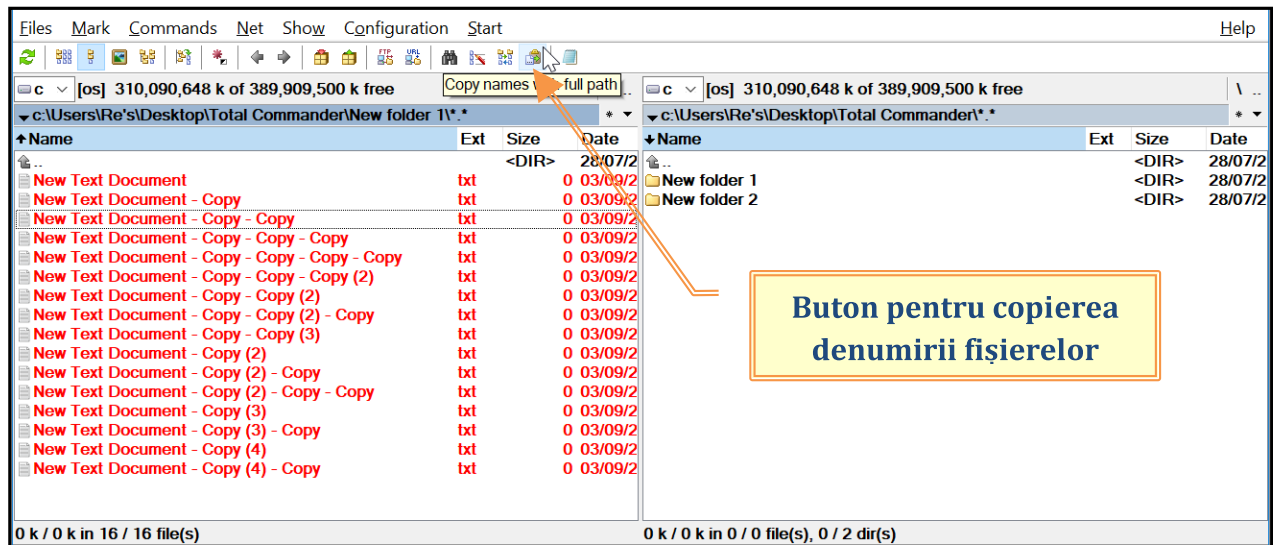 Files Mark Commands Net Show Configuration Start Help
FTP URL
Copy names w full path
c [os] 310,090,648 k of 389,909,500 k free ..
c [os] 310,090,648 k of 389,909,500 k free \ ..
c:\Users\Re's\Desktop\Total Commander\New folder 1\*.* *
c:\Users\Re's\Desktop\Total Commander\*.* *
Name Ext Size Date
.. <DIR> 28/07/2
New Text Document txt 0 03/09/2
New Text Document - Copy txt 0 03/09/2
New Text Document - Copy - Copy txt 0 03/09/2
New Text Document - Copy - Copy - Copy txt 0 03/09/2
New Text Document - Copy - Copy - Copy - Copy txt 0 03/09/2
New Text Document - Copy - Copy - Copy (2) txt 0 03/09/2
New Text Document - Copy - Copy (2) txt 0 03/09/2
New Text Document - Copy - Copy (2) - Copy txt 0 03/09/2
New Text Document - Copy - Copy (3) txt 0 03/09/2
New Text Document - Copy (2) txt 0 03/09/2
New Text Document - Copy (2) - Copy txt 0 03/09/2
New Text Document - Copy (2) - Copy - Copy txt 0 03/09/2
New Text Document - Copy (3) txt 0 03/09/2
New Text Document - Copy (3) - Copy txt 0 03/09/2
New Text Document - Copy (4) txt 0 03/09/2
New Text Document - Copy (4) - Copy txt 0 03/09/2
0 k / 0 k in 16 / 16 file(s)
Name Ext Size Date
.. <DIR> 28/07/2
New folder 1 <DIR> 28/07/2
New folder 2 <DIR> 28/07/2
Buton pentru copierea
denumirii fișierelor
0 k / 0 k in 0 / 0 file(s), 0 / 2 dir(s)